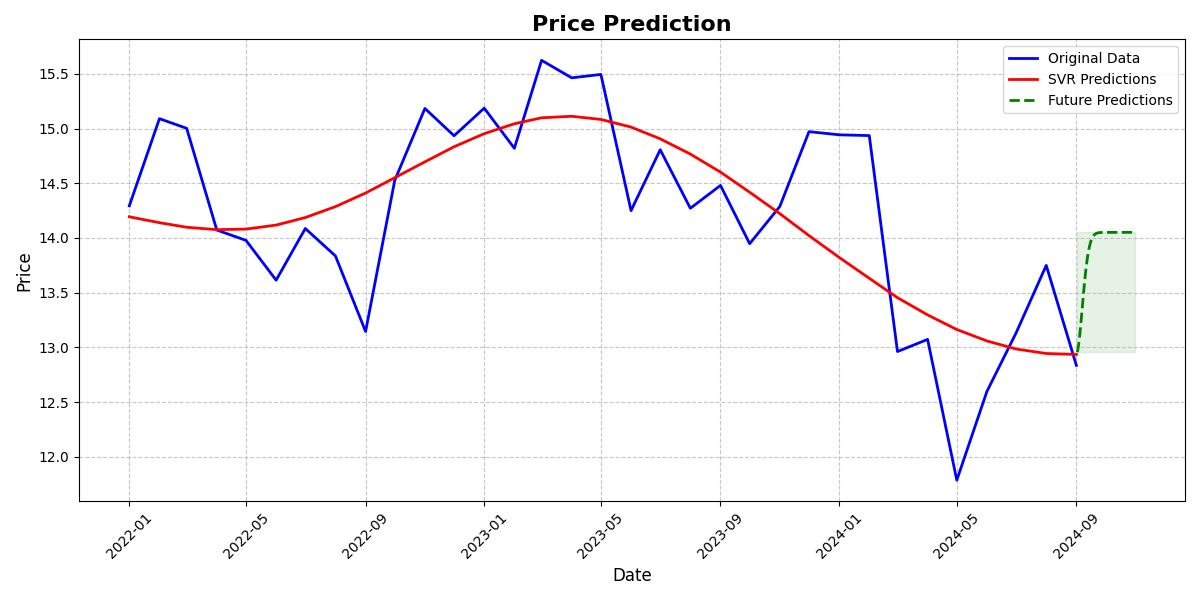 Price Prediction
Original Data
SVR Predictions
Future Predictions
Price
15.5
15.0
14.5
14.0
13.5
13.0
12.5
12.0
2022-01
2022-05
2022-09
2023-01
2023-05
2023-09
2024-01
2024-05
2024-09
Date